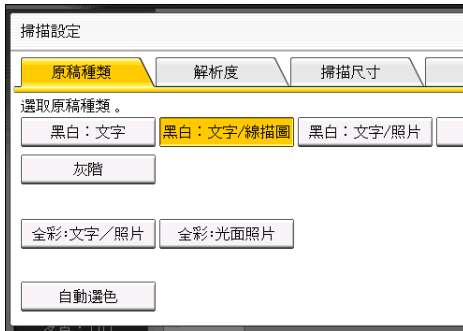 掃描設定
原稿種類 解析度 掃描尺寸
選取原稿種類。
黑白：文字 黑白：文字/線描圖 黑白：文字/照片
灰階
全彩:文字／照片 全彩:光面照片
自動選色